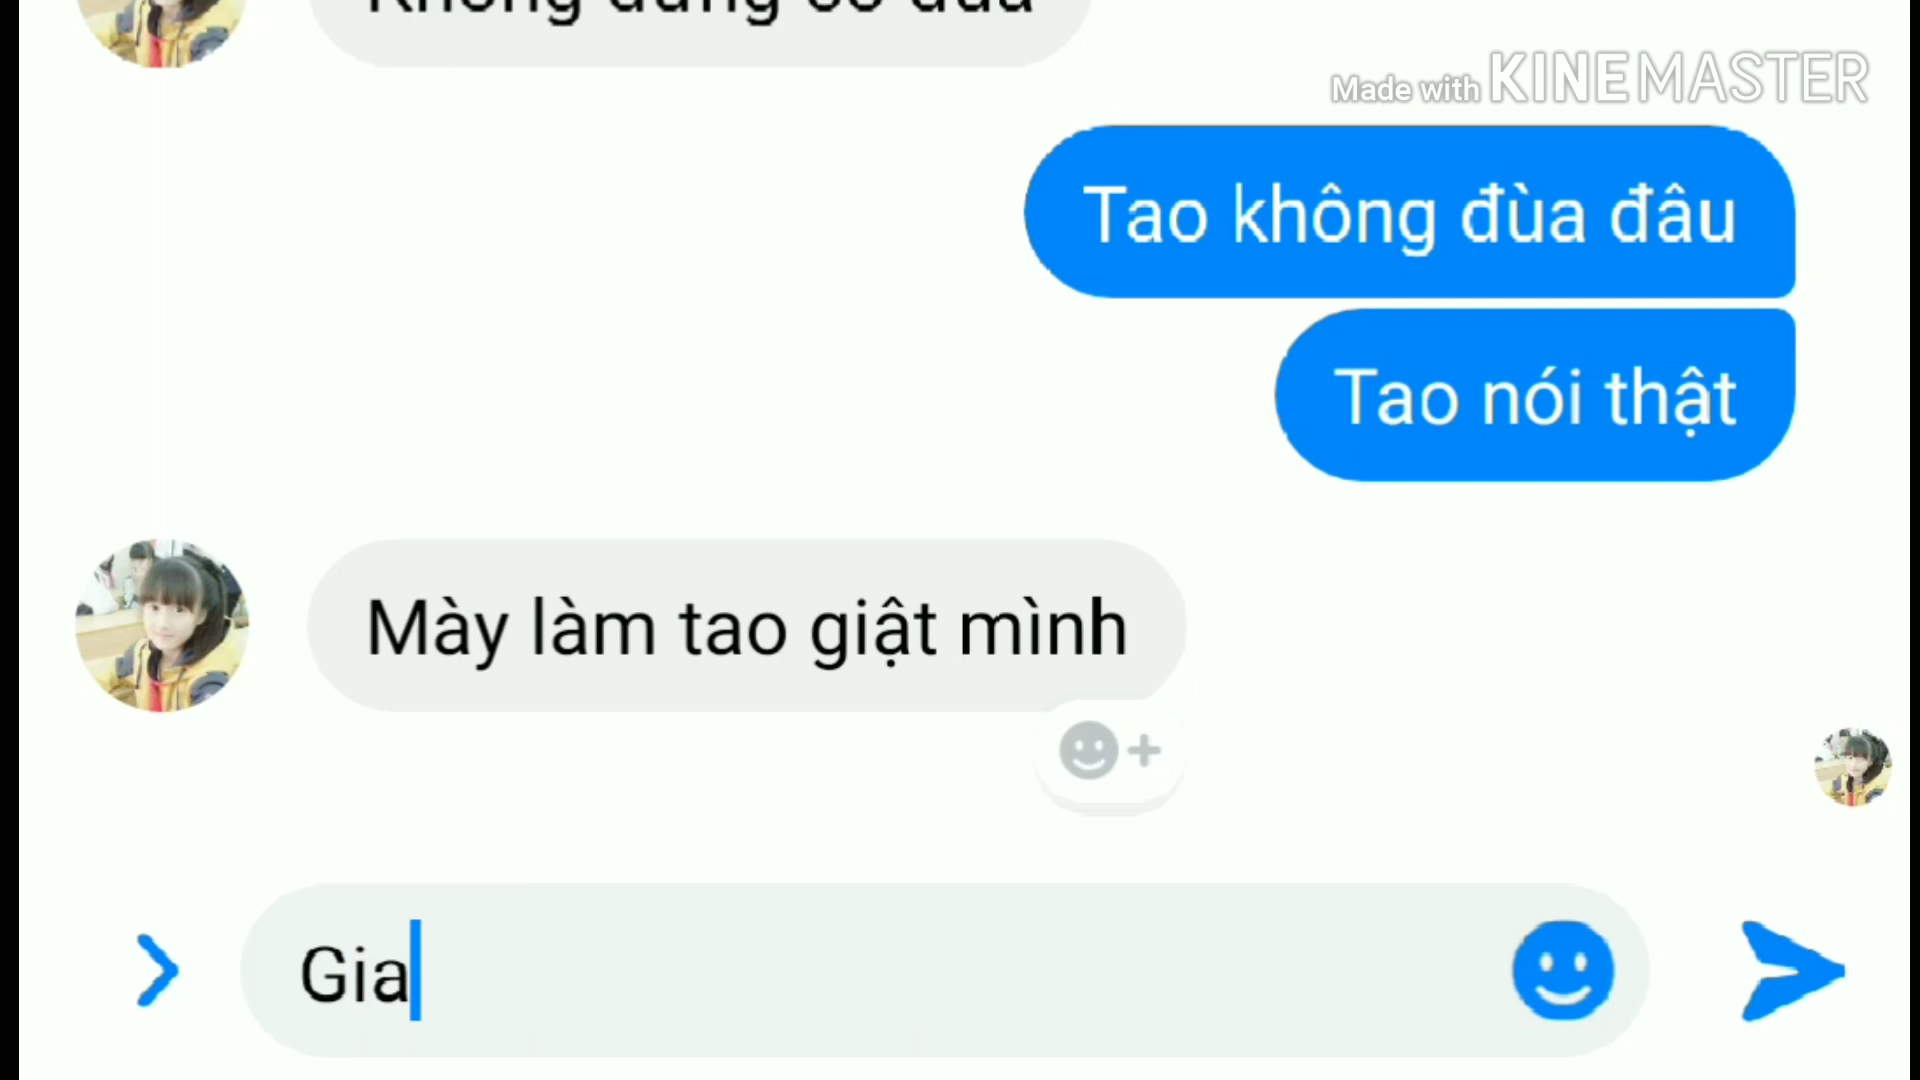 Made with KINEMASTER
Tao không đùa đâu
Tao nói thật
Mày làm tao giật mình
Gia